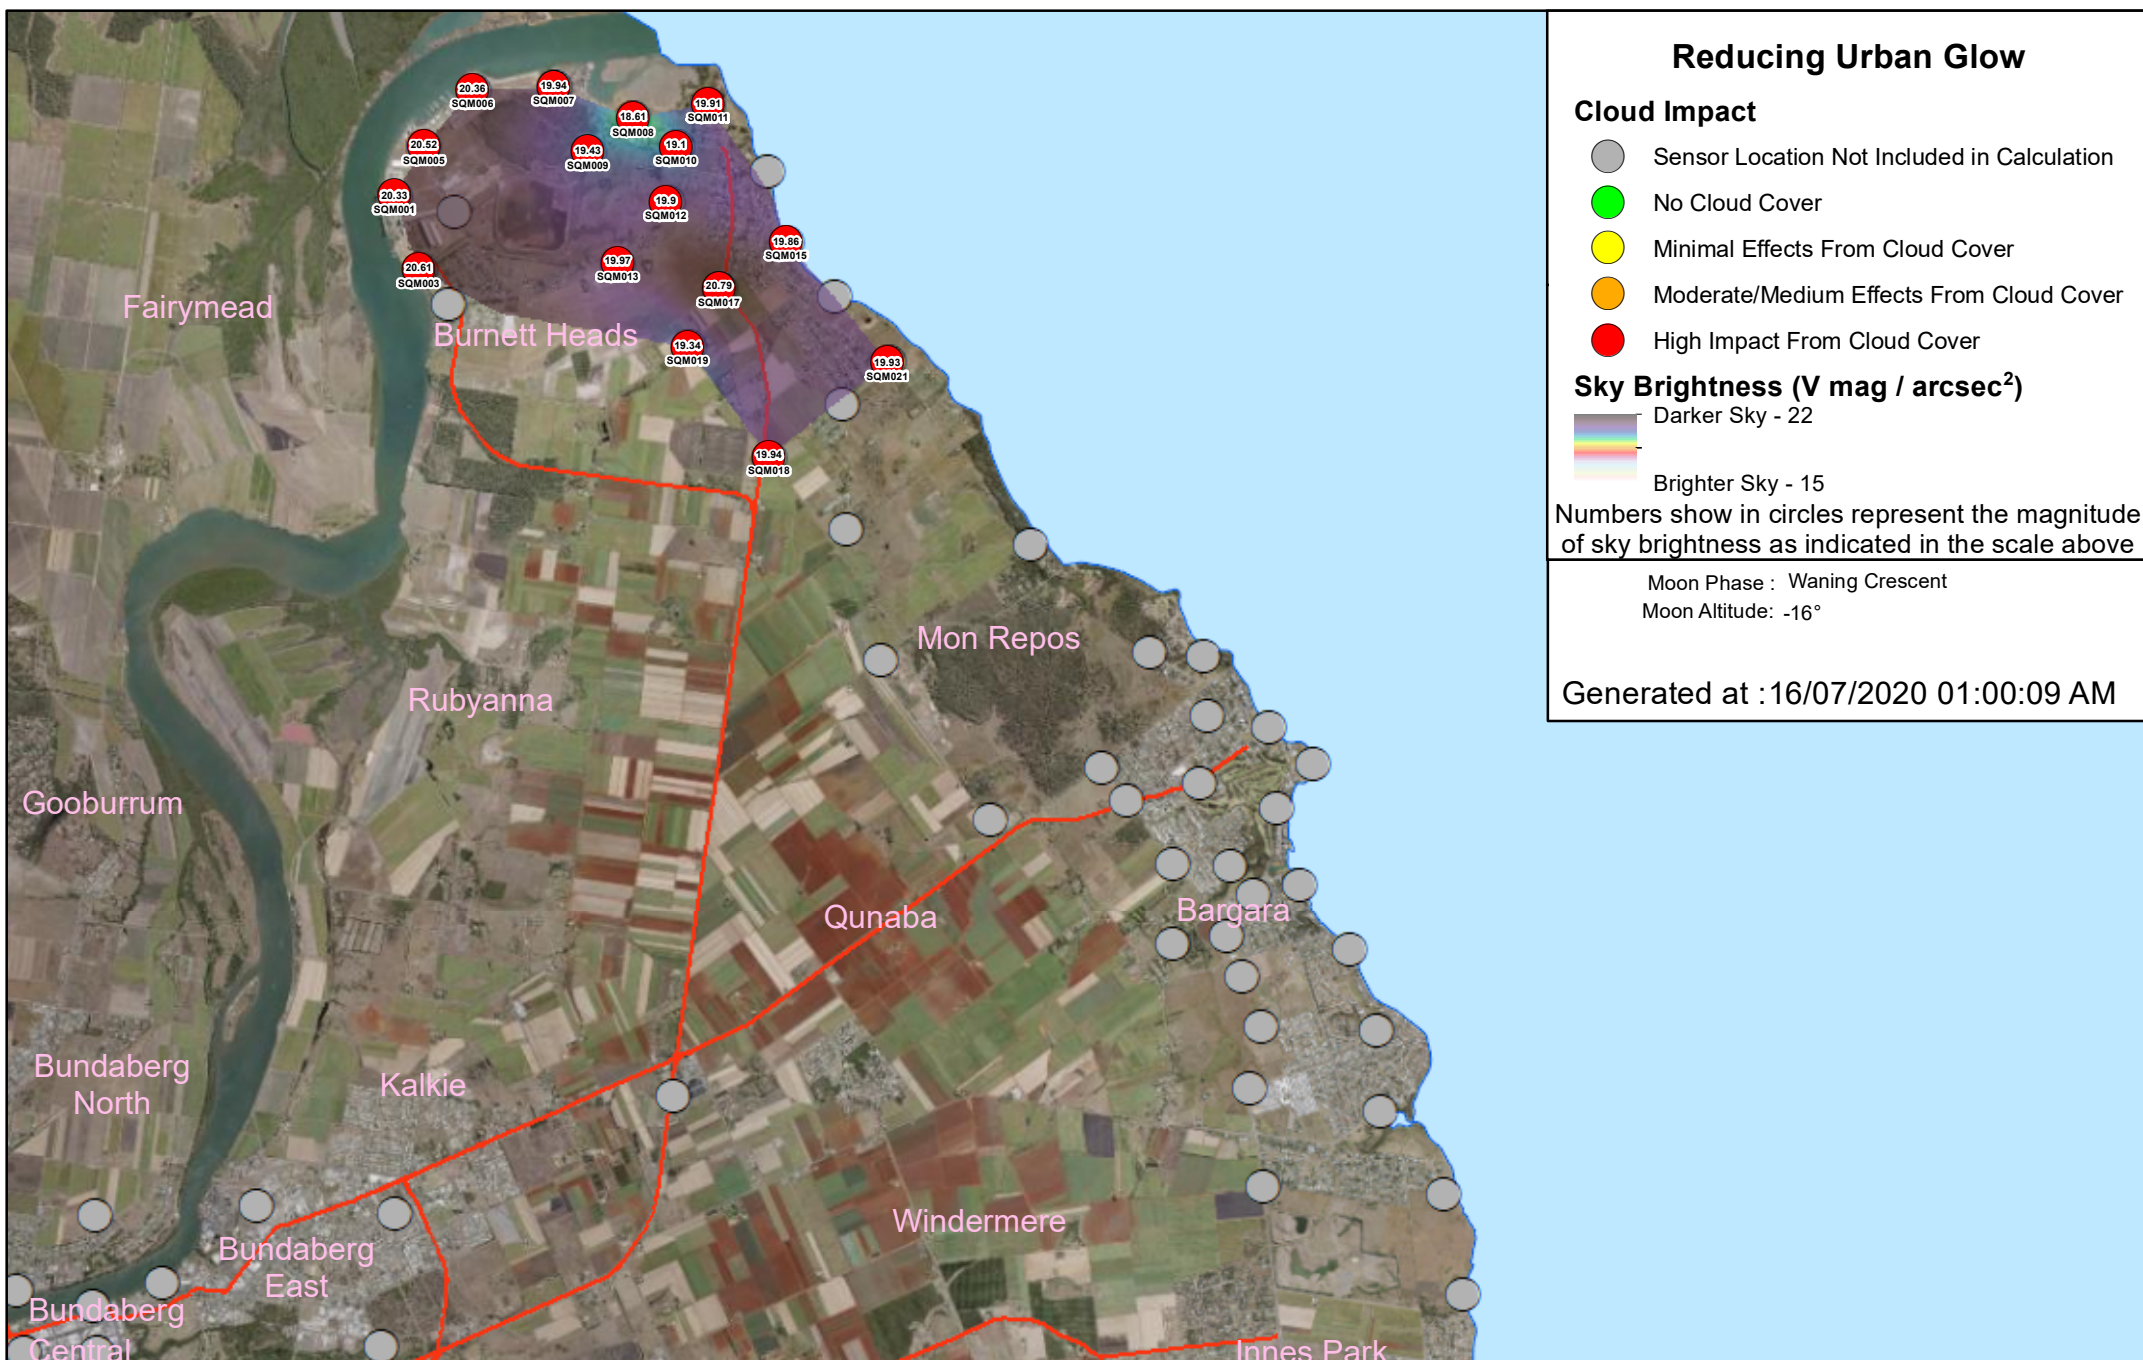 Reducing Urban Glow
Cloud Impact
Sensor Location Not Included in Calculation
No Cloud Cover
Minimal Effects From Cloud Cover
Moderate/Medium Effects From Cloud Cover
High Impact From Cloud Cover
Sky Brightness (V mag / arcsec²)
Darker Sky - 22
Brighter Sky - 15
Numbers show in circles represent the magnitude
of sky brightness as indicated in the scale above
Moon Phase : Waning Crescent
Moon Altitude: -16°
Generated at :16/07/2020 01:00:09 AM
20.36
SQM006
19.94
SQM007
18.61
SQM008
19.91
SQM011
20.52
SQM005
19.43
SQM009
19.1
SQM010
20.33
SQM001
19.9
SQM012
19.86
SQM015
20.61
SQM003
19.97
SQM013
20.79
SQM017
19.34
SQM019
19.93
SQM021
19.94
SQM018
Fairymead
Burnett Heads
Mon Repos
Rubyanna
Gooburrum
Qunaba
Bargara
Bundaberg
North
Kalkie
Windermere
Bundaberg
East
Bundaberg
Central
Innes Park